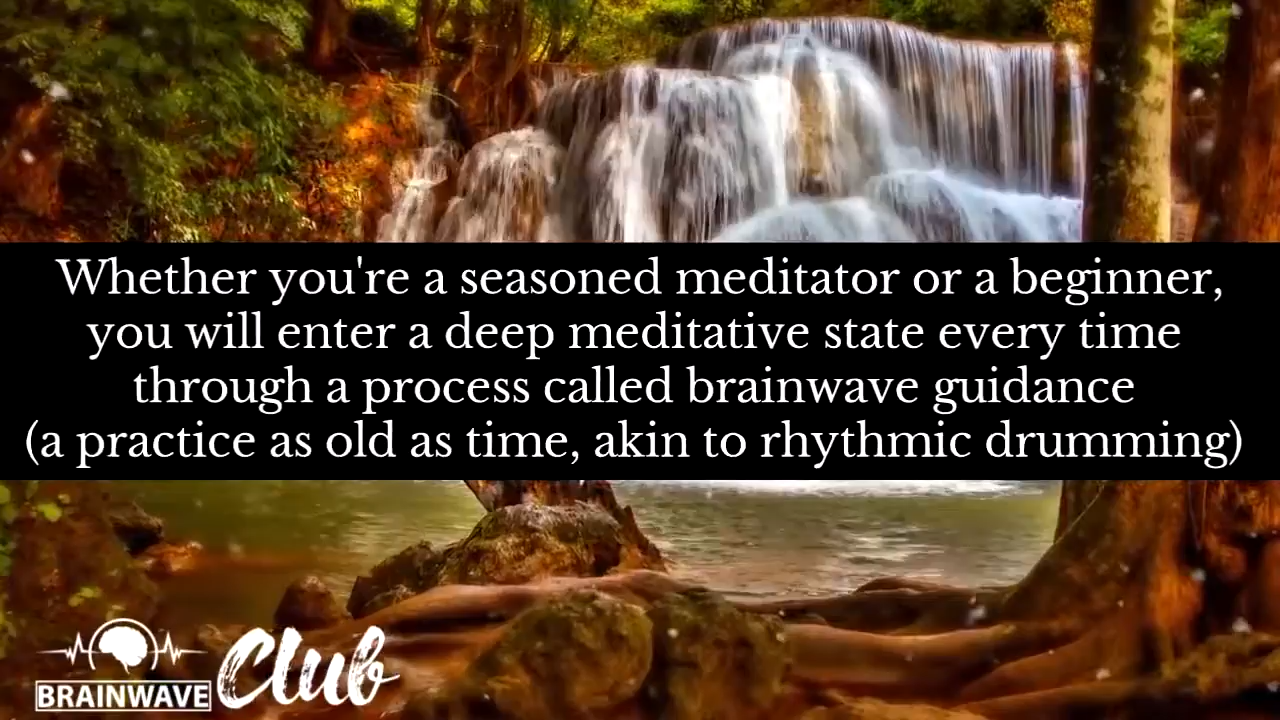 Whether you're a seasoned meditator or a beginner,
you will enter a deep meditative state every time
through a process called brainwave guidance
(a practice as old as time, akin to rhythmic drumming)
BRAINWAVE Club